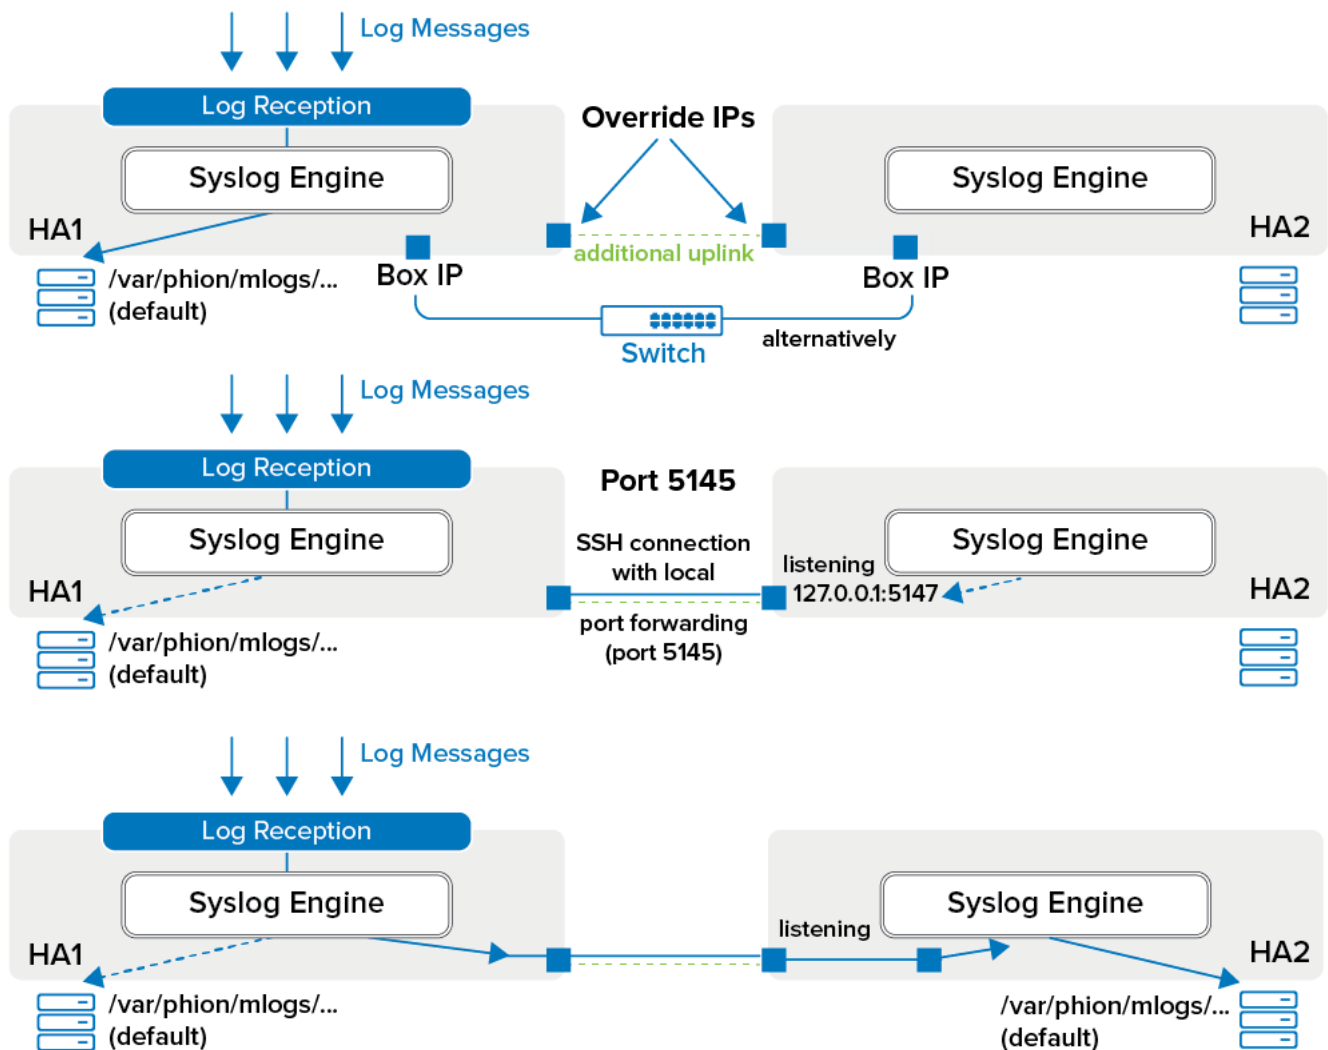 Log Messages
Log Reception
Override IPs
Syslog Engine
Syslog Engine
HA1
HA2
additional uplink
/var/phion/mlogs/...
(default)
Box IP
Box IP
alternatively
Switch
Log Messages
Log Reception
Port 5145
Syslog Engine
SSH connection
with local
listening
127.0.0.1:5147
Syslog Engine
HA1
HA2
port forwarding
(port 5145)
/var/phion/mlogs/...
(default)
Log Messages
Log Reception
Syslog Engine
listening
Syslog Engine
HA1
HA2
/var/phion/mlogs/...
(default)
/var/phion/mlogs/...
(default)